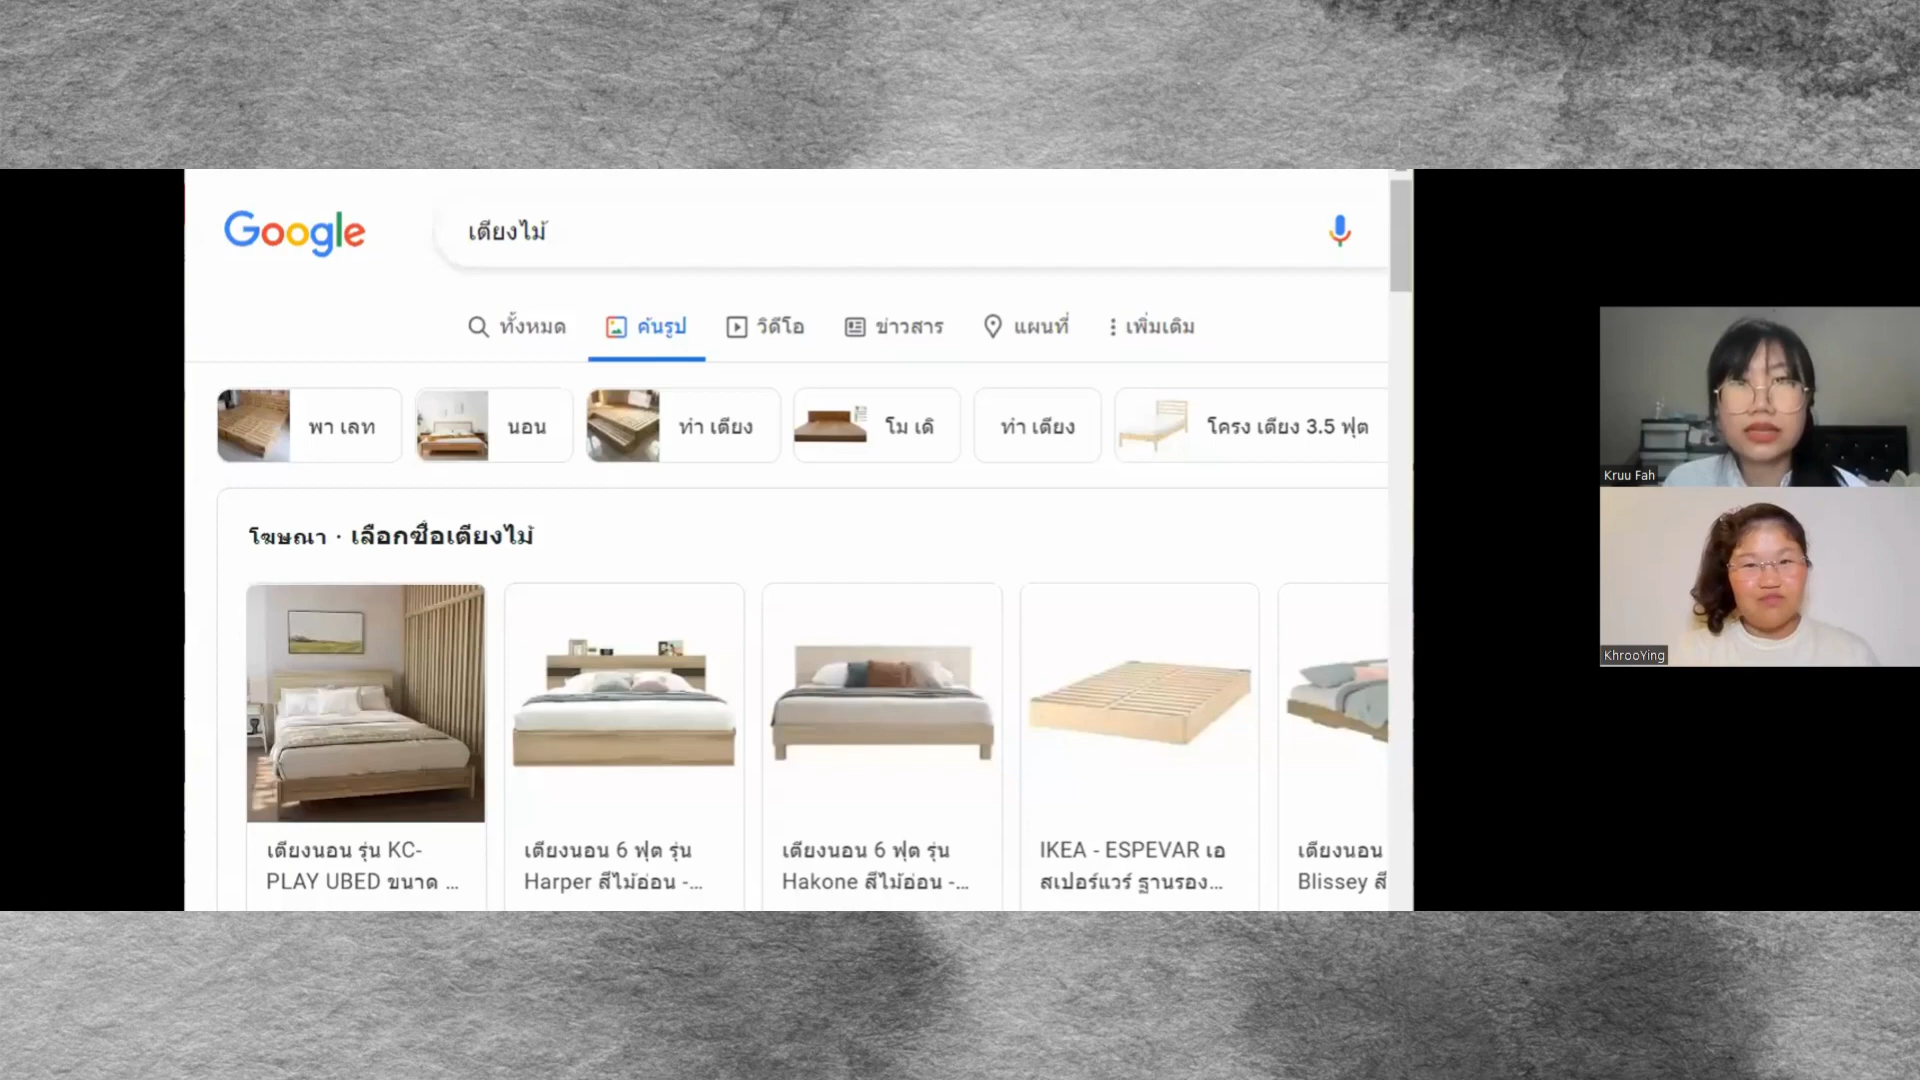 Google
เตียงไม้
ทั้งหมด
ค้นรูป
วิดีโอ
ข่าวสาร
แผนที่
เพิ่มเติม
พา เลท
นอน
ทำ เตียง
โม เดิ
ทำ เตียง
โครง เตียง 3.5 ฟุต
โฆษณา · เลือกซื้อเตียงไม้
เตียงนอน รุ่น KC-
PLAY UBED ขนาด ...
เตียงนอน 6 ฟุต รุ่น
Harper สีไม้อ่อน -...
เตียงนอน 6 ฟุต รุ่น
Hakone สีไม้อ่อน -...
IKEA - ESPEVAR เอ
สเปอร์แวร์ ฐานรอง...
เตียงนอน
Blissey สี
Kruu Fah
KhrooYing